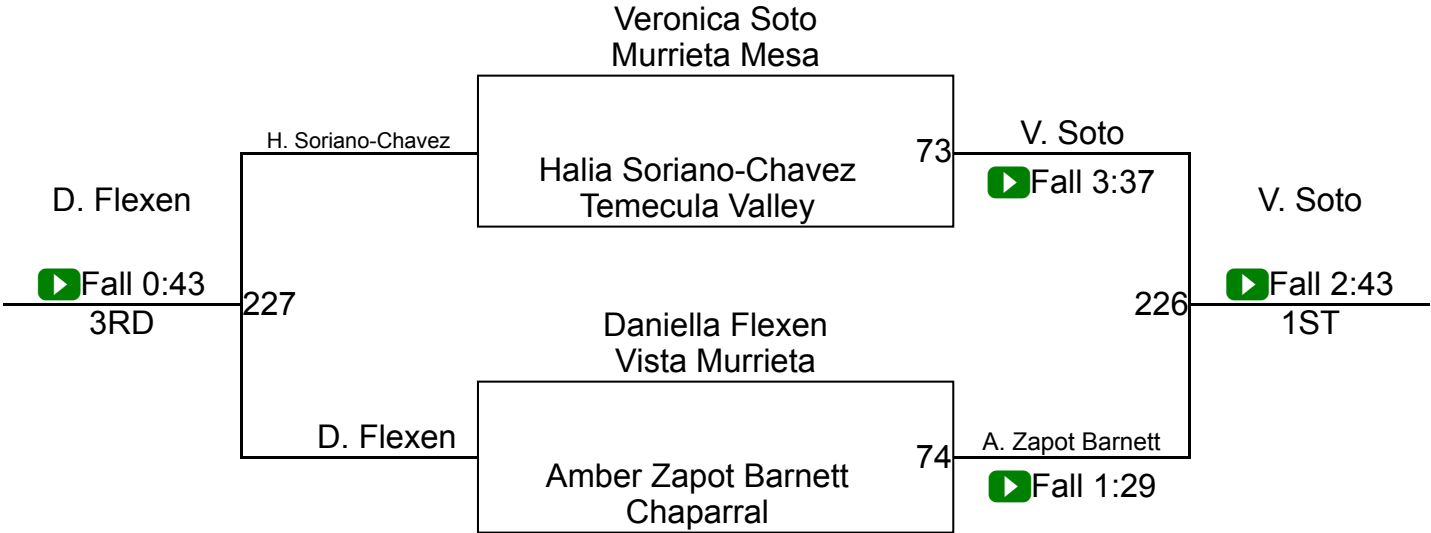 Veronica Soto
Murrieta Mesa
H. Soriano-Chavez
73
V. Soto
Halia Soriano-Chavez
Temecula Valley
Fall 3:37
D. Flexen
V. Soto
Fall 0:43
3RD
227
226
Fall 2:43
1ST
Daniella Flexen
Vista Murrieta
D. Flexen
74
A. Zapot Barnett
Amber Zapot Barnett
Chaparral
Fall 1:29